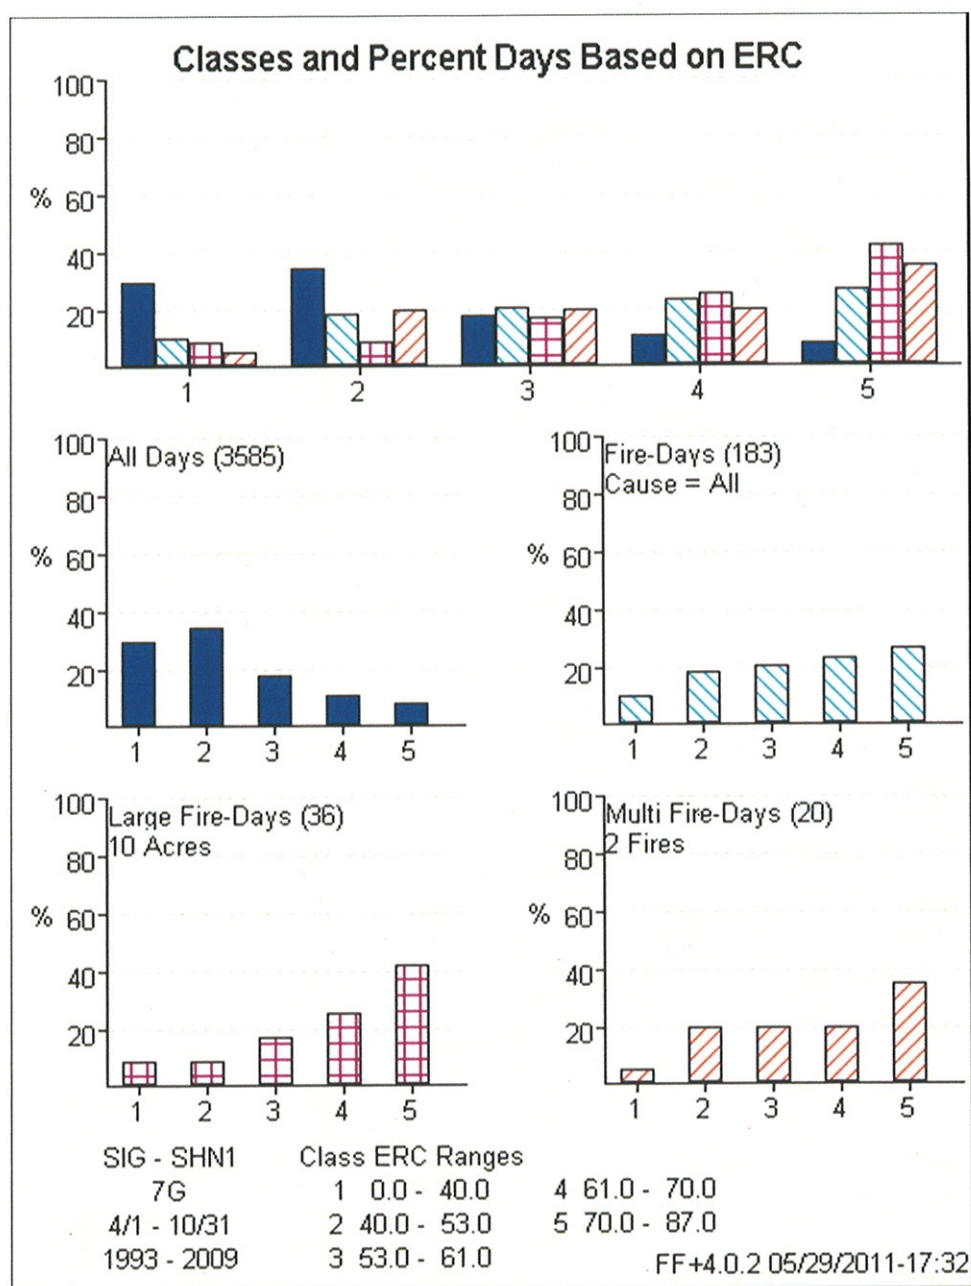 Classes and Percent Days Based on ERC
100
80
% 60
40
20
1 2 3 4 5
All Days (3585)
100
80
% 60
40
20
1 2 3 4 5
Fire-Days (183)
Cause = All
100
80
% 60
40
20
1 2 3 4 5
Large Fire-Days (36)
10 Acres
100
80
% 60
40
20
1 2 3 4 5
Multi Fire-Days (20)
2 Fires
100
80
% 60
40
20
1 2 3 4 5
SIG - SHN1
7G
4/1 - 10/31
1993 - 2009
Class ERC Ranges
1 0.0 - 40.0
2 40.0 - 53.0
3 53.0 - 61.0
4 61.0 - 70.0
5 70.0 - 87.0
FF+4.0.2 05/29/2011-17:32